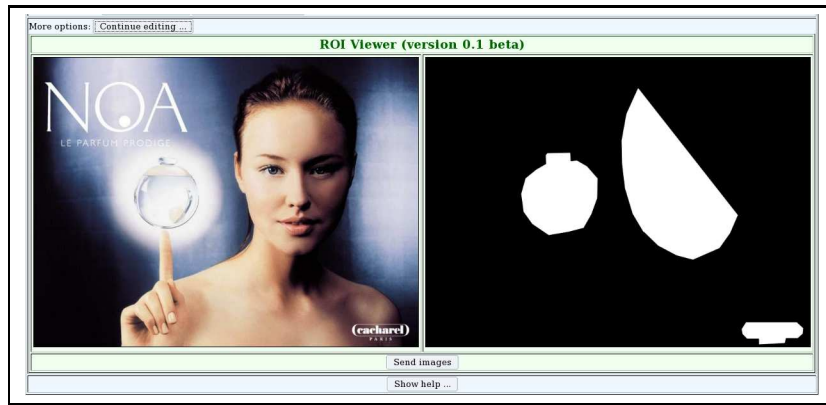 More options: Continue editing ...
ROI Viewer (version 0.1 beta)
NOA
LE PARFUM PRODIGE
(cacharel)
PARIS
Send images
Show help ...